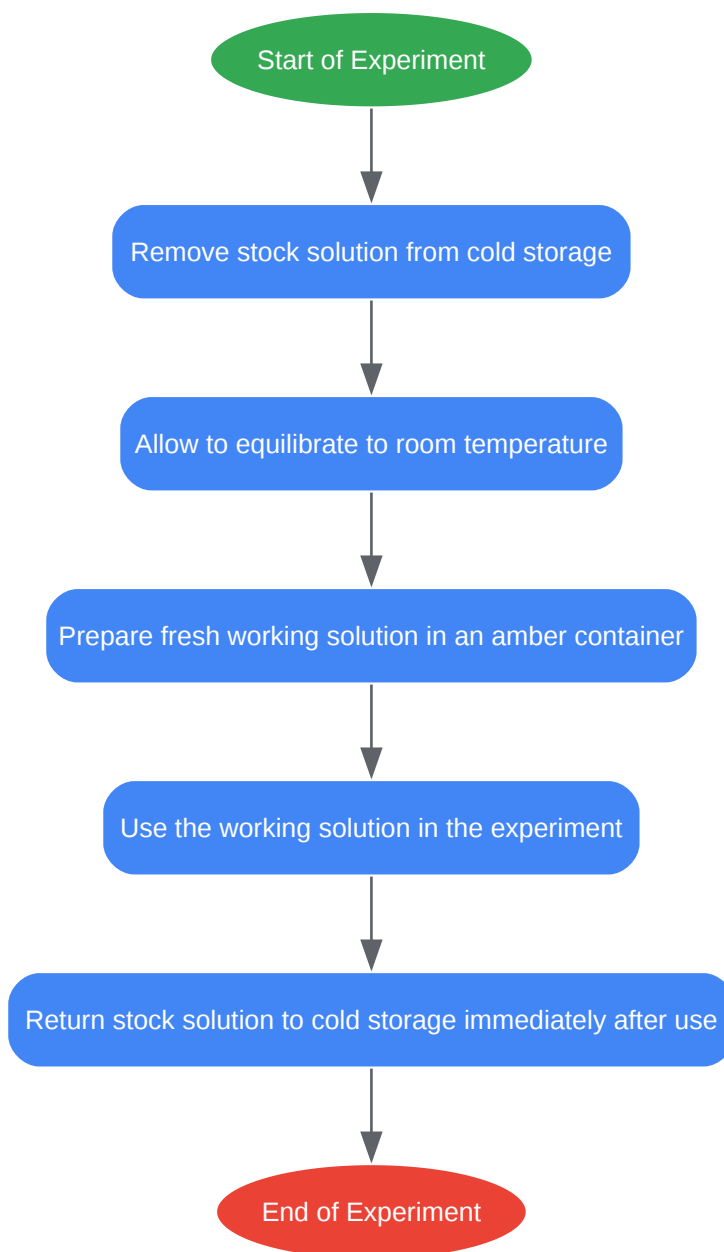 Start of Experiment
Remove stock solution from cold storage
Allow to equilibrate to room temperature
Prepare fresh working solution in an amber container
Use the working solution in the experiment
Return stock solution to cold storage immediately after use
End of Experiment